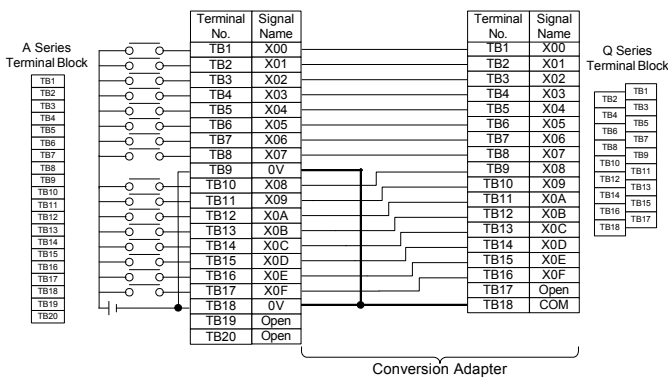 A Series
Terminal Block
TB1
TB2
TB3
TB4
TB5
TB6
TB7
TB8
TB9
TB10
TB11
TB12
TB13
TB14
TB15
TB16
TB17
TB18
TB19
TB20
Terminal No. Signal Name
TB1 X00
TB2 X01
TB3 X02
TB4 X03
TB5 X04
TB6 X05
TB7 X06
TB8 X07
TB9 0V
TB10 X08
TB11 X09
TB12 X0A
TB13 X0B
TB14 X0C
TB15 X0D
TB16 X0E
TB17 X0F
TB18 0V
TB19 Open
TB20 Open
Terminal No. Signal Name
TB1 X00
TB2 X01
TB3 X02
TB4 X03
TB5 X04
TB6 X05
TB7 X06
TB8 X07
TB9 X08
TB10 X09
TB11 X0A
TB12 X0B
TB13 X0C
TB14 X0D
TB15 X0E
TB16 X0F
TB17 Open
TB18 COM
Q Series
Terminal Block
TB1
TB2
TB3
TB4
TB5
TB6
TB7
TB8
TB9
TB10
TB11
TB12
TB13
TB14
TB15
TB16
TB17
TB18
Conversion Adapter